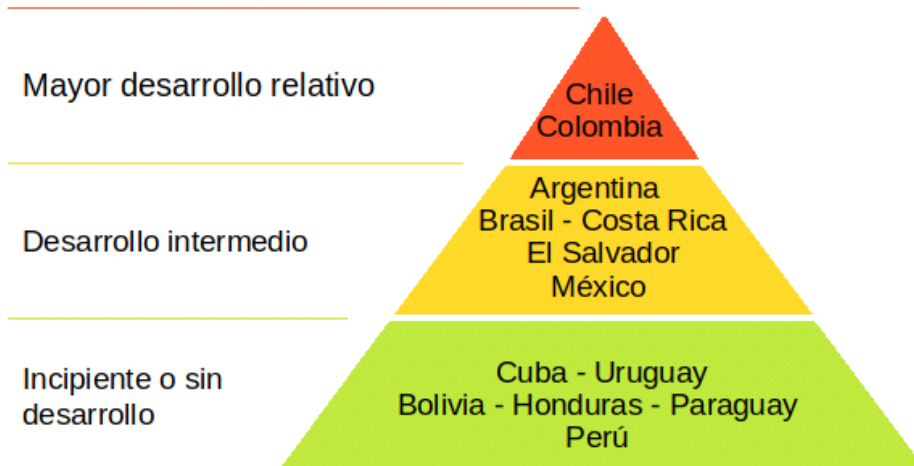 Mayor desarrollo relativo
Chile
Colombia
Desarrollo intermedio
Argentina
Brasil - Costa Rica
El Salvador
México
Incipiente o sin
desarrollo
Cuba - Uruguay
Bolivia - Honduras - Paraguay
Perú